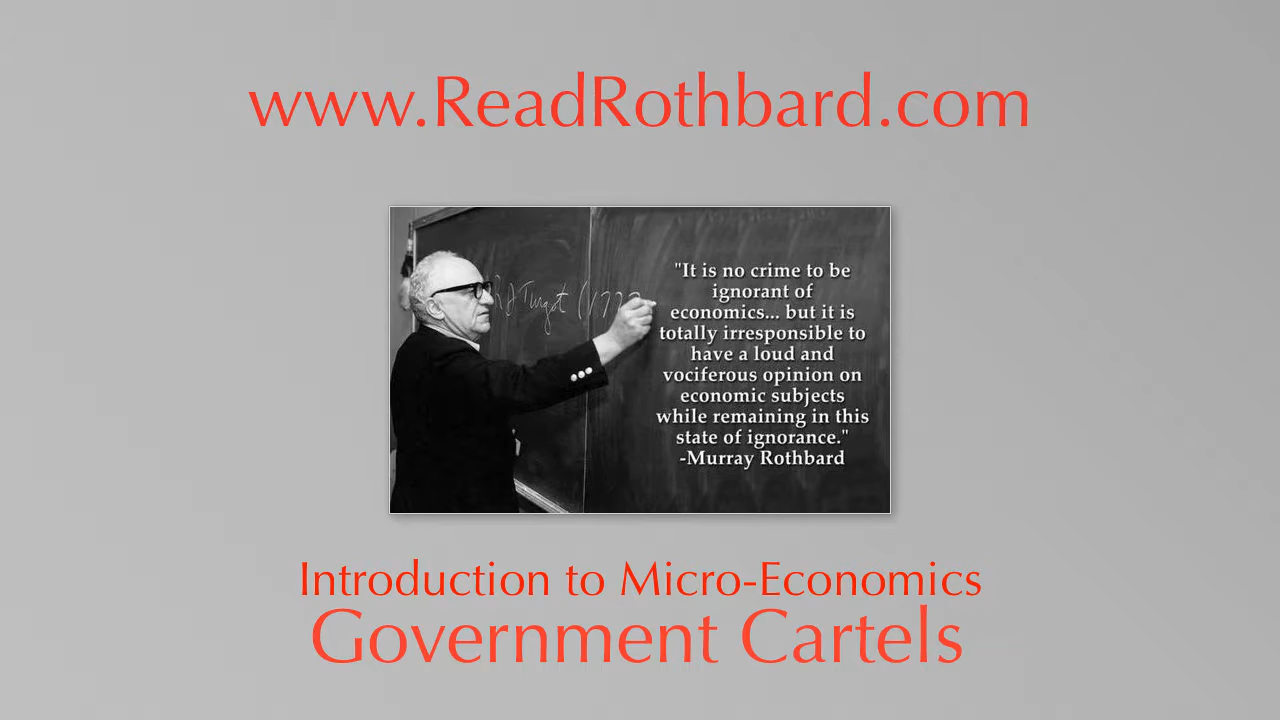 www.ReadRothbard.com
Turgot (177
"It is no crime to be
ignorant of
economics... but it is
totally irresponsible to
have a loud and
vociferous opinion on
economic subjects
while remaining in this
state of ignorance."
-Murray Rothbard
Introduction to Micro-Economics
Government Cartels